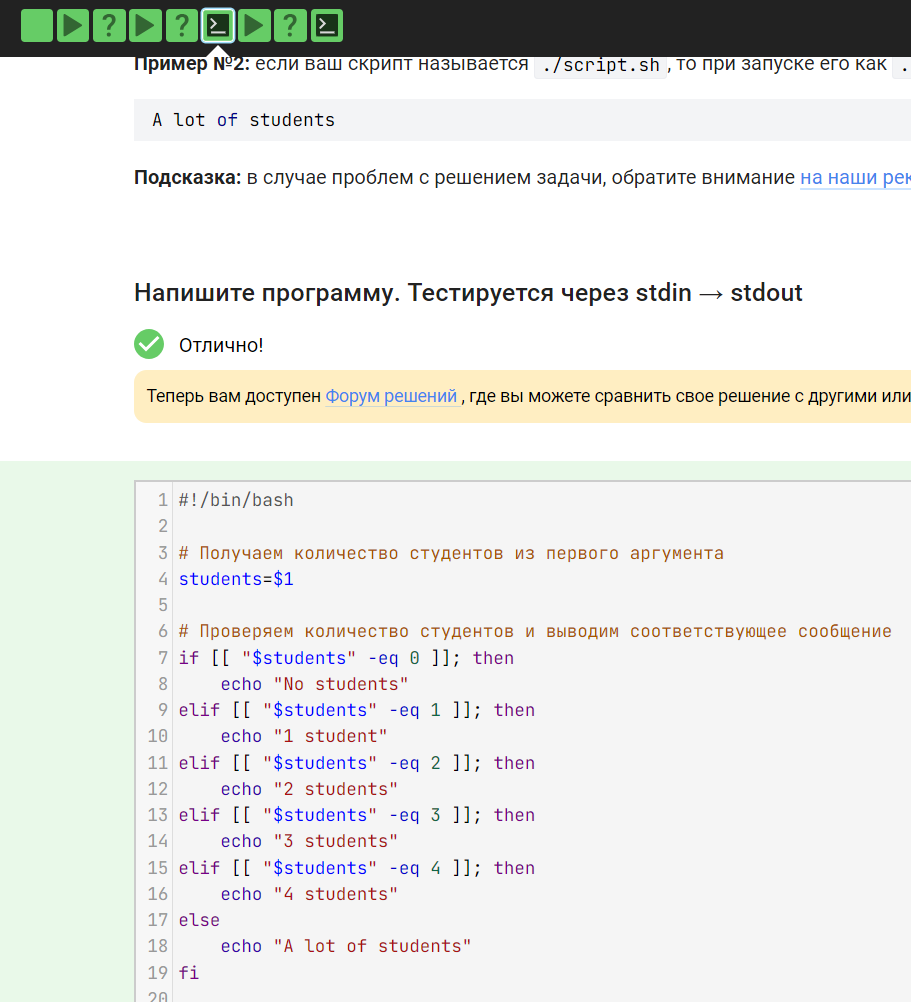 Пример №2: если ваш скрипт называется ./script.sh , то при запуске его как .
A lot of students
Подсказка: в случае проблем с решением задачи, обратите внимание на наши рек
Напишите программу. Тестируется через stdin → stdout
Отлично!
Теперь вам доступен Форум решений , где вы можете сравнить свое решение с другими или
1 #!/bin/bash
2
3 # Получаем количество студентов из первого аргумента
4 students=$1
5
6 # Проверяем количество студентов и выводим соответствующее сообщение
7 if [[ "$students" -eq 0 ]]; then
8     echo "No students"
9 elif [[ "$students" -eq 1 ]]; then
10     echo "1 student"
11 elif [[ "$students" -eq 2 ]]; then
12     echo "2 students"
13 elif [[ "$students" -eq 3 ]]; then
14     echo "3 students"
15 elif [[ "$students" -eq 4 ]]; then
16     echo "4 students"
17 else
18     echo "A lot of students"
19 fi
20